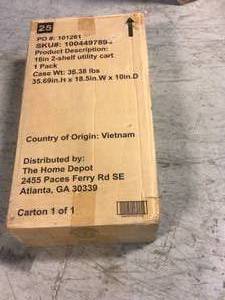 25
PO #: 101281
SKU#: 100449789
Product Description:
18in 2-shelf utility cart
1 Pack
Case Wt: 36.38 lbs
35.69in.H x 18.5in.W x 10in.D
Country of Origin: Vietnam
Distributed by:
The Home Depot
2455 Paces Ferry Rd SE
Atlanta, GA 30339
Carton 1 of 1